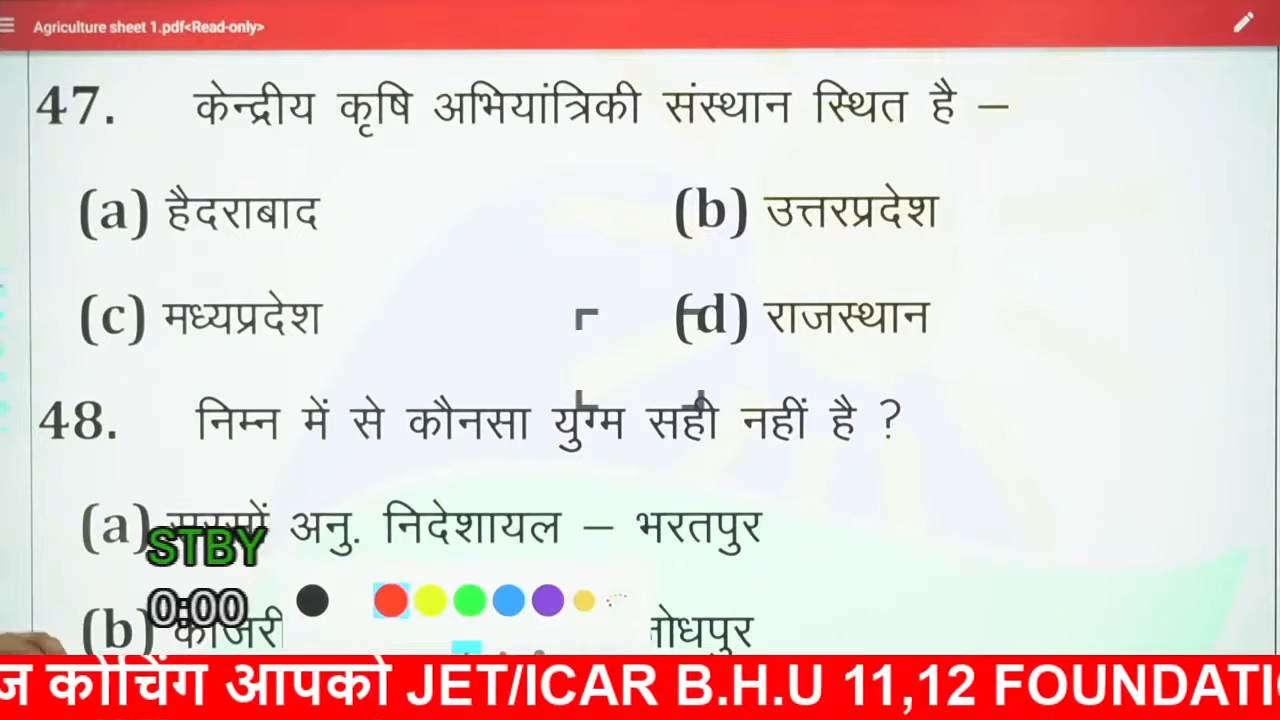 Agriculture sheet 1.pdf<Read-only>
47. केन्द्रीय कृषि अभियांत्रिकी संस्थान स्थित है –
(a) हैदराबाद (b) उत्तरप्रदेश
(c) मध्यप्रदेश (d) राजस्थान
48. निम्न में से कौनसा युग्म सही नहीं है ?
(a) सरसों अनु. निदेशायल – भरतपुर
STBY
0:00
(b) काजरी जोधपुर
कोचिंग आपको JET/ICAR B.H.U 11,12 FOUNDATI